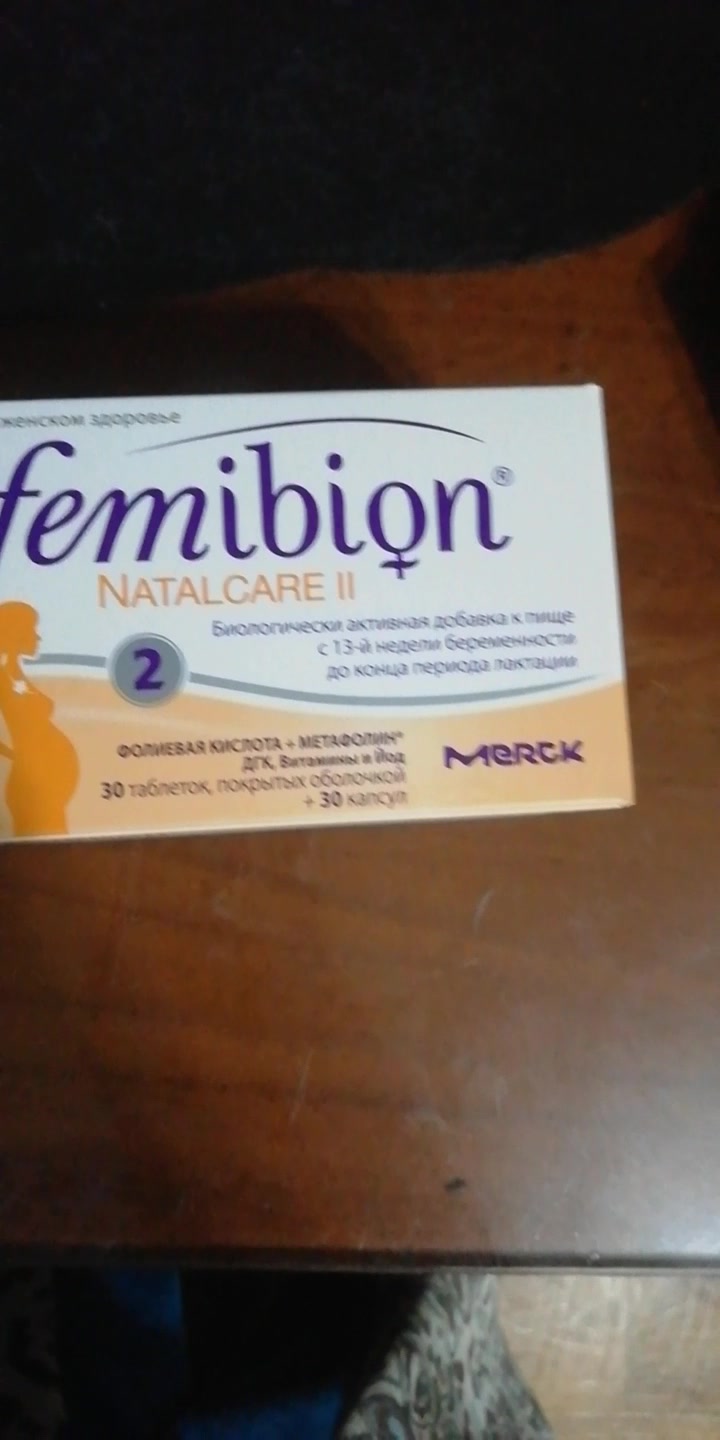 женском здоровье
femibion®
NATALCARE II
Биологически активная добавка к пище
с 13-й недели беременности
до конца периода лактации
2
ФОЛИЕВАЯ КИСЛОТА + МЕТАФОЛИН®
ДГК, Витамины и Йод
30 таблеток, покрытых оболочкой
+ 30 капсул
MERCK